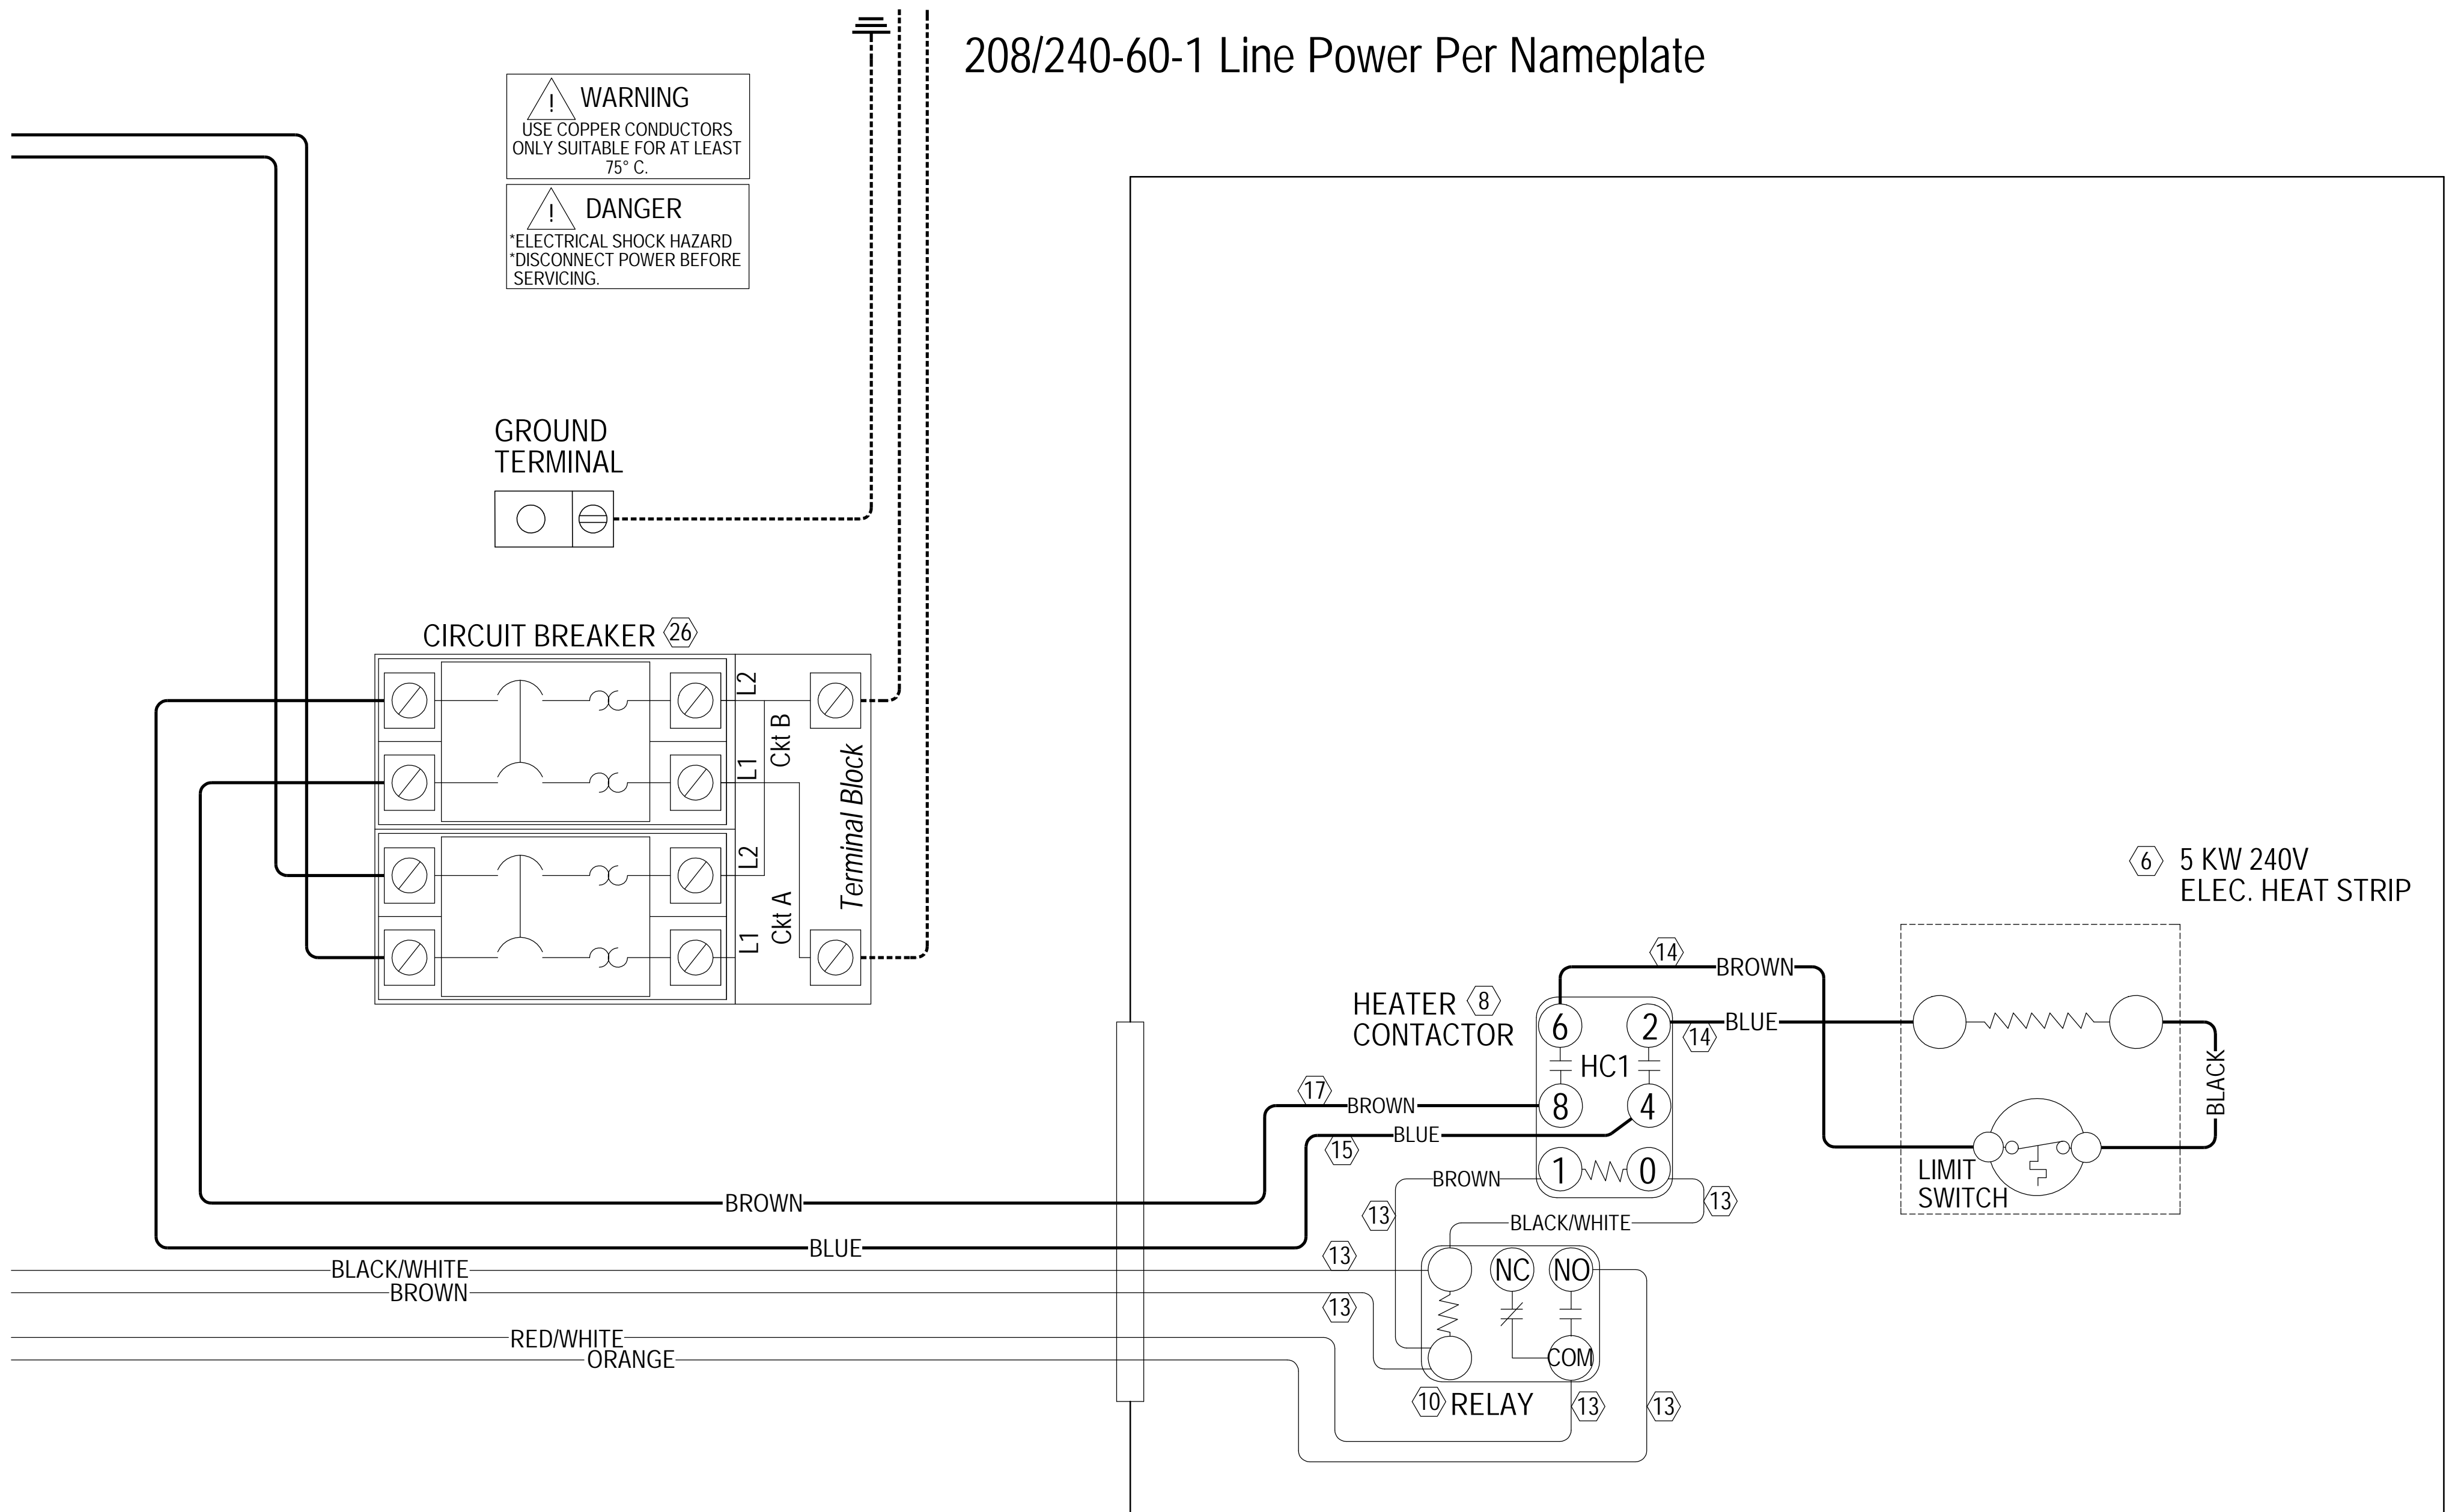 208/240-60-1 Line Power Per Nameplate
! WARNING
USE COPPER CONDUCTORS
ONLY SUITABLE FOR AT LEAST
75° C.
! DANGER
*ELECTRICAL SHOCK HAZARD
*DISCONNECT POWER BEFORE
SERVICING.
GROUND
TERMINAL
CIRCUIT BREAKER 26
L2
L1
Ckt B
L2
L1
Ckt A
Terminal Block
6 5 KW 240V
ELEC. HEAT STRIP
14 BROWN
HEATER 8
CONTACTOR
6 2
14 BLUE
HC1
BLACK
17 BROWN
8 4
15 BLUE
1 0
BROWN
LIMIT
SWITCH
BROWN
13
13
BLACK/WHITE
BLUE
13
BLACK/WHITE
NC NO
BROWN
13
RED/WHITE
ORANGE
COM
10 RELAY
13
13